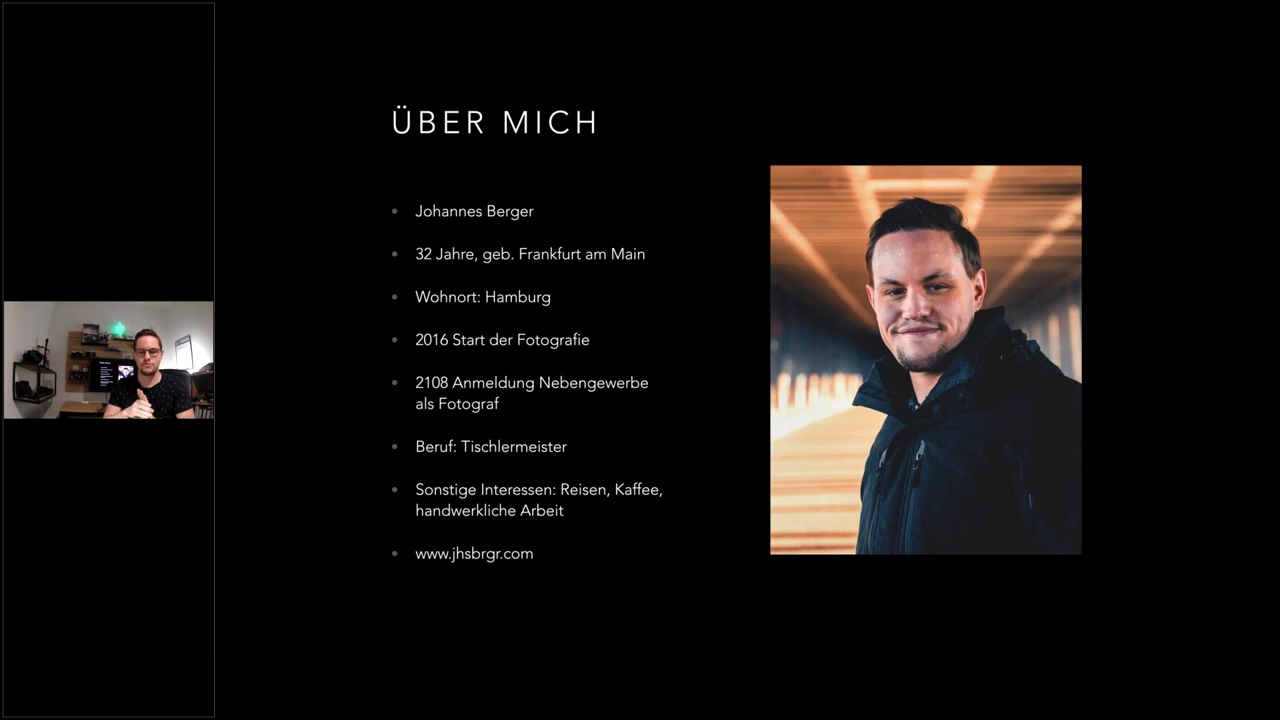 ÜBER MICH
Johannes Berger
32 Jahre, geb. Frankfurt am Main
Wohnort: Hamburg
2016 Start der Fotografie
2108 Anmeldung Nebengewerbe
als Fotograf
Beruf: Tischlermeister
Sonstige Interessen: Reisen, Kaffee,
handwerkliche Arbeit
www.jhsbrgr.com